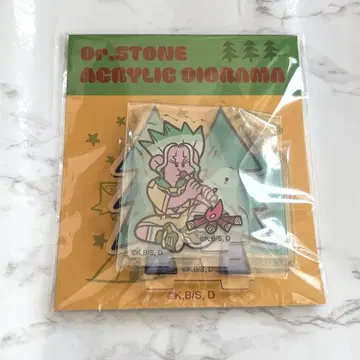 Dr.STONE
ACRYLIC DIORAMA
©K,B/S, D
©K,B/S, D
©K,B/S, D